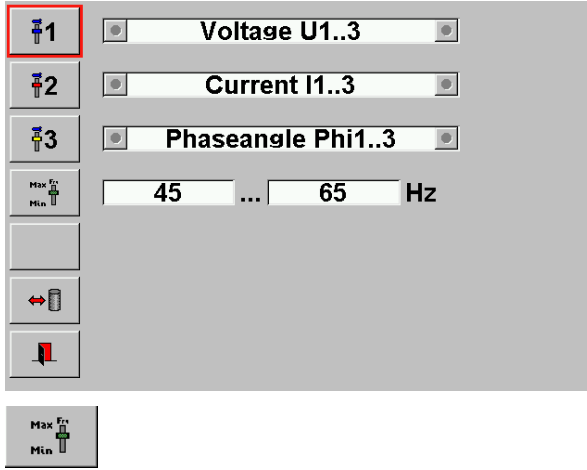 1 Voltage U1..3
2 Current I1..3
3 Phaseangle Phi1..3
Max Frq
Min
45 ... 65 Hz
Max Frq
Min